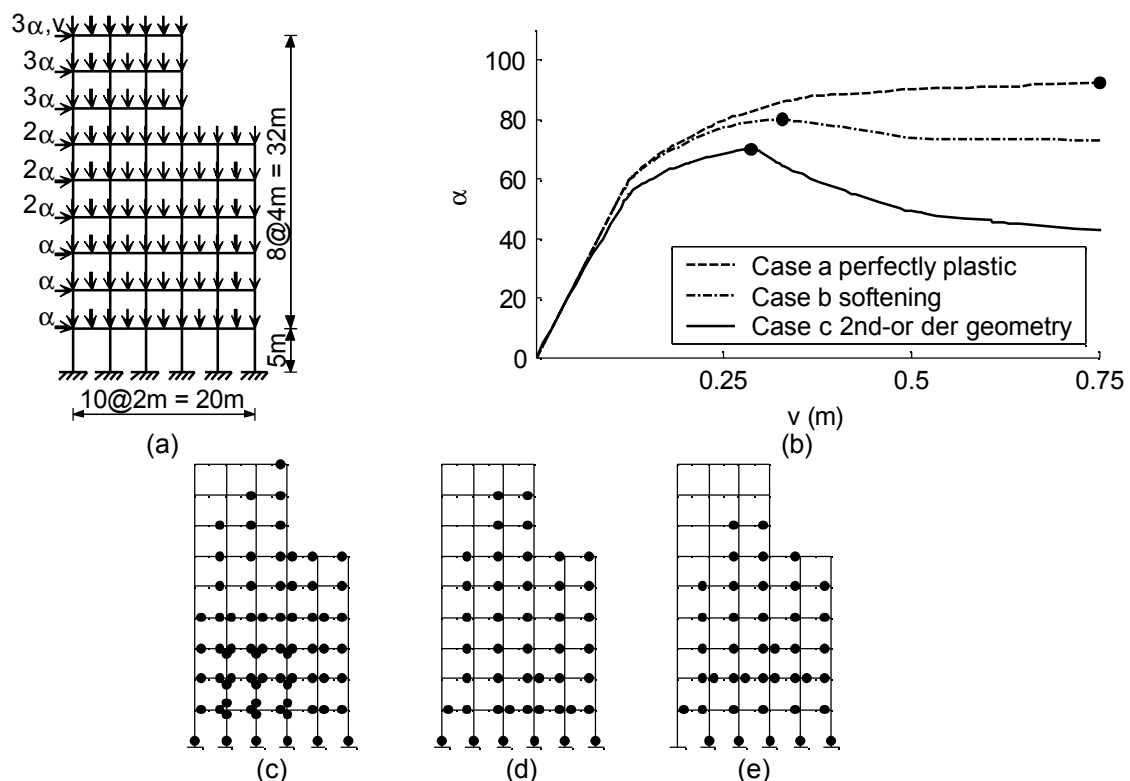 3α,v
3α
3α
2α
2α
2α
α
α
α
8@4m = 32m
5m
10@2m = 20m
(a)
100
80
60
40
20
0
α
0.25
0.5
0.75
v (m)
Case a perfectly plastic
Case b softening
Case c 2nd-or der geometry
(b)
(c)
(d)
(e)